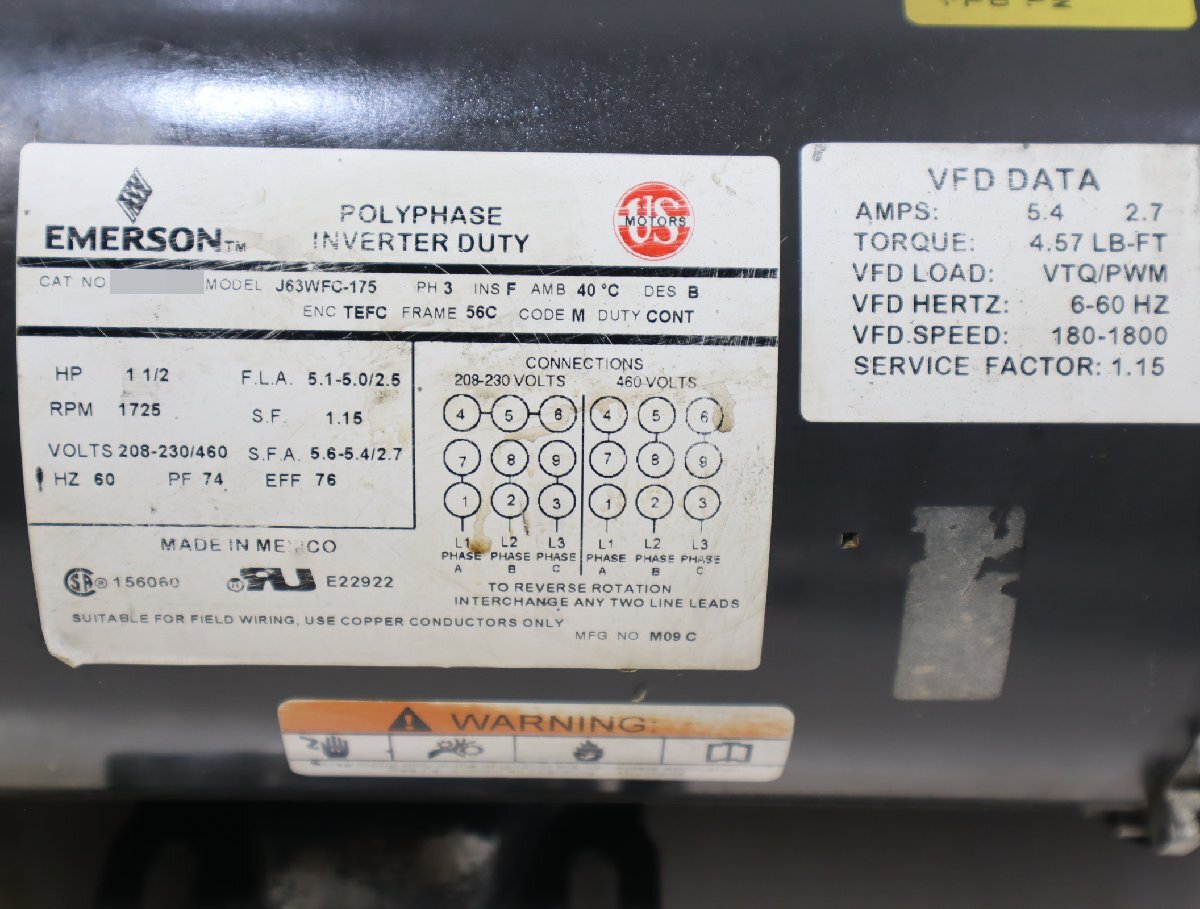 EMERSON™
POLYPHASE
INVERTER DUTY
US
MOTORS
CAT NO MODEL J63WFC-175 PH 3 INS F AMB 40 °C DES B
ENC TEFC FRAME 56C CODE M DUTY CONT
HP 1 1/2 F.L.A. 5.1-5.0/2.5
RPM 1725 S.F. 1.15
VOLTS 208-230/460 S.F.A. 5.6-5.4/2.7
HZ 60 PF 74 EFF 76
CONNECTIONS
208-230 VOLTS 460 VOLTS
4 5 6 4 5 6
7 8 9 7 8 9
1 2 3 1 2 3
L1 L2 L3 L1 L2 L3
PHASE PHASE PHASE PHASE PHASE PHASE
A B C A B C
TO REVERSE ROTATION
INTERCHANGE ANY TWO LINE LEADS
MADE IN MEXICO
SA ® 156060 ® RU E22922
SUITABLE FOR FIELD WIRING, USE COPPER CONDUCTORS ONLY
MFG. NO. M09 C
VFD DATA
AMPS: 5.4 2.7
TORQUE: 4.57 LB-FT
VFD LOAD: VTQ/PWM
VFD HERTZ: 6-60 HZ
VFD SPEED: 180-1800
SERVICE FACTOR: 1.15
WARNING: